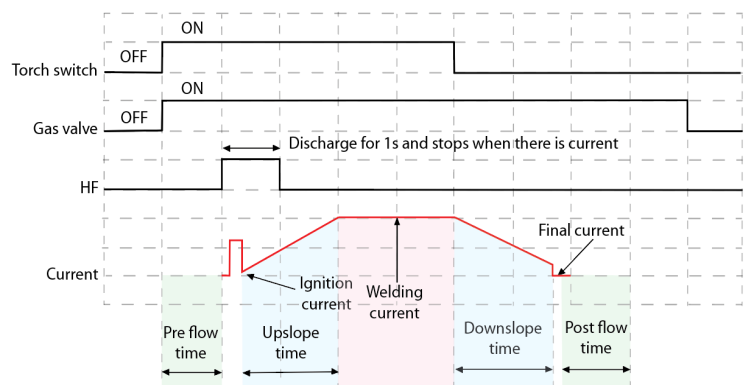 ON
OFF
Torch switch
ON
OFF
Gas valve
Discharge for 1s and stops when there is current
HF
Final current
Current
Ignition
current
Welding
current
Pre flow
time
Upslope
time
Downslope
time
Post flow
time